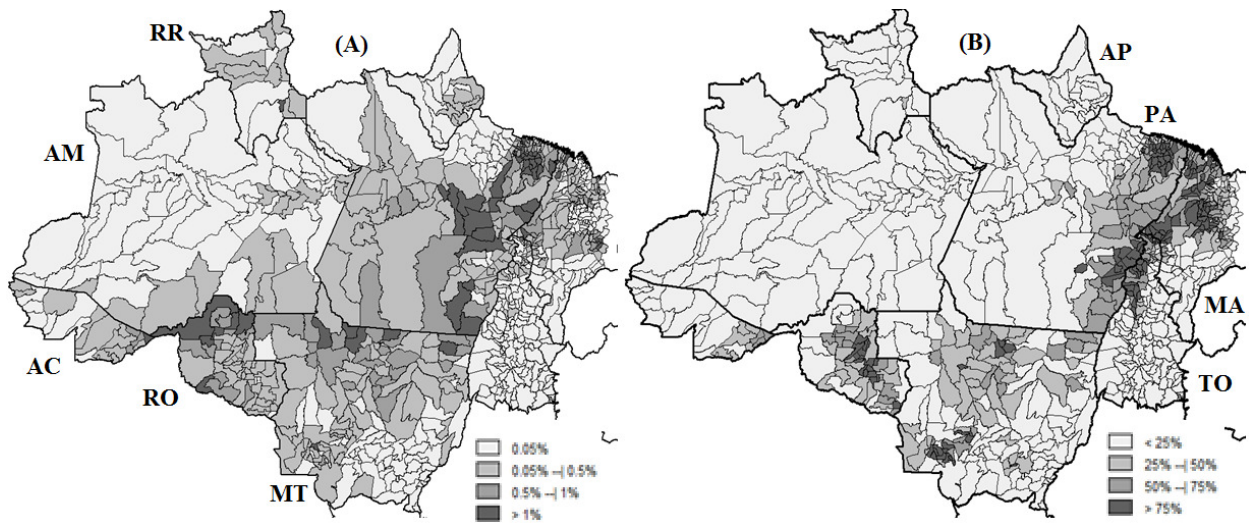 RR
(A)
(B)
AP
PA
AM
MA
AC
RO
TO
MT
0.05%
0.05% --| 0.5%
0.5% --| 1%
> 1%
< 25%
25% --| 50%
50% --| 75%
> 75%